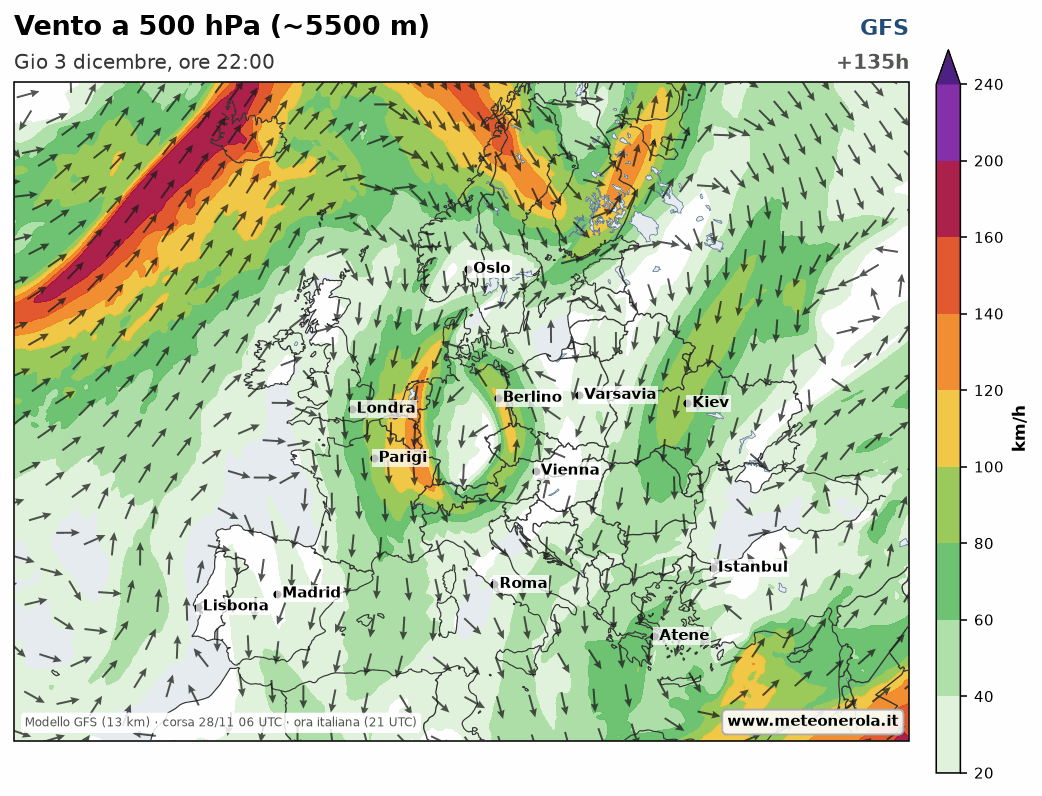 Vento a 500 hPa (~5500 m)
GFS
Gio 3 dicembre, ore 22:00
+135h
240
200
160
140
120
100
80
60
40
20
km/h
Oslo
Londra
Berlino
Varsavia
Kiev
Parigi
Vienna
Istanbul
Roma
Madrid
Lisbona
Atene
Modello GFS (13 km) · corsa 28/11 06 UTC · ora italiana (21 UTC)
www.meteonerola.it